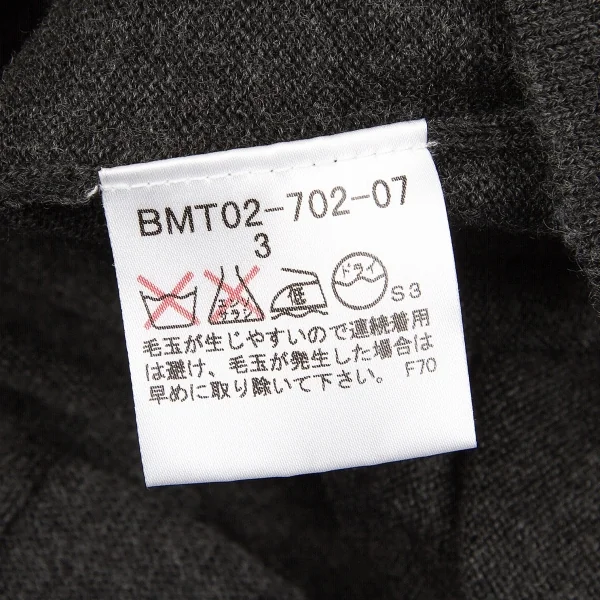 BMT02-702-07
3
エンソサラシ 低 ドライ S3
毛玉が生じやすいので連続着用
は避け、毛玉が発生した場合は
早めに取り除いて下さい。 F70